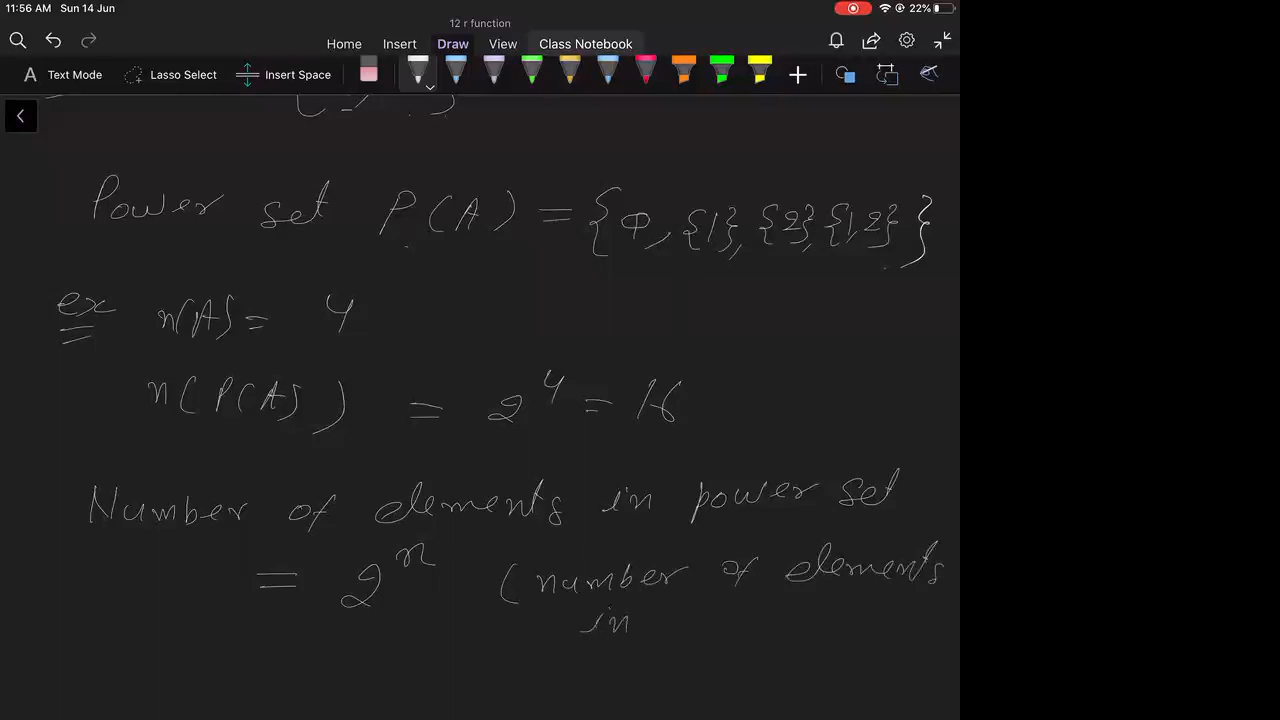 11:56 AM Sun 14 Jun
22%
12 r function
Home Insert Draw View Class Notebook
A Text Mode Lasso Select Insert Space
Power set P(A) = {Φ, {1}, {2}, {1,2}}
ex n(A) = 4
n(P(A)) = 2^4 = 16
Number of elements in power set
= 2^n (number of elements
in